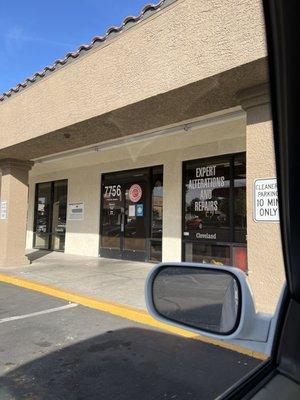 7756
EXPERT
ALTERATIONS
AND
REPAIRS
Cleveland
CLEANERS
PARKING
10 MIN
ONLY